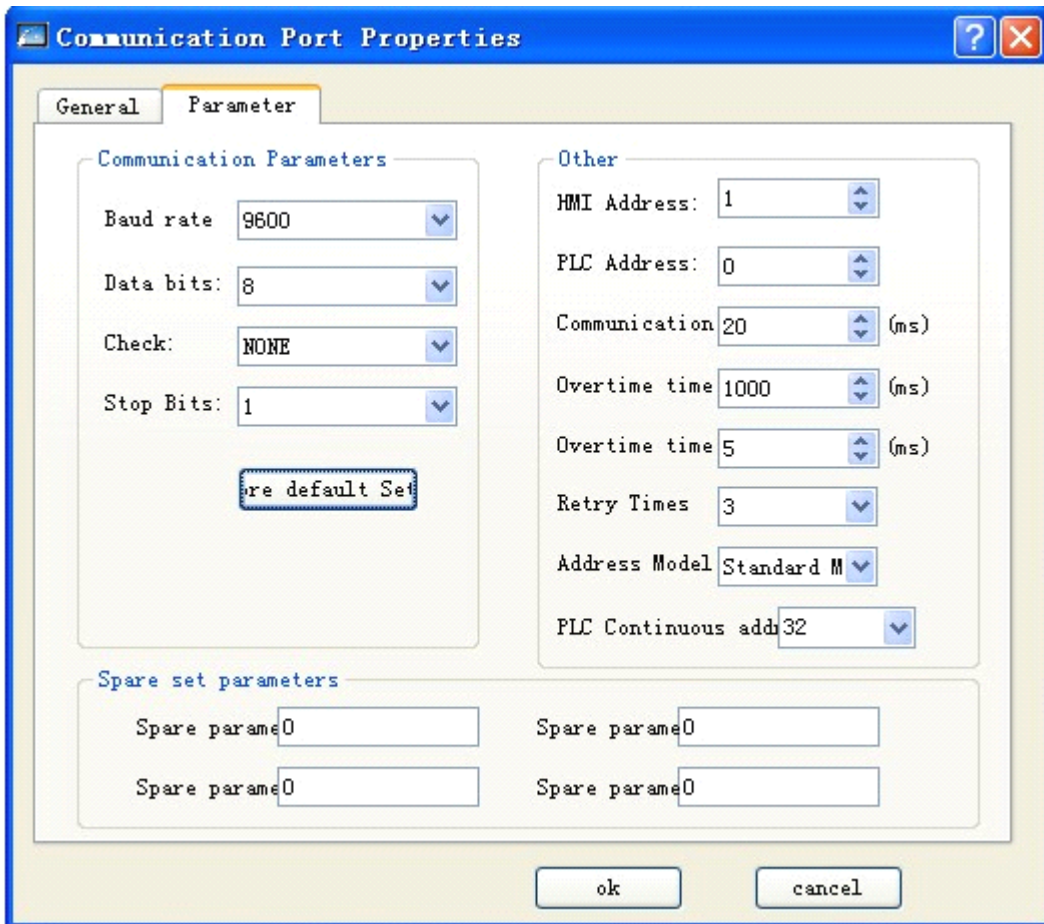 Communication Port Properties
General
Parameter
Communication Parameters
Baud rate
9600
Data bits:
8
Check:
NONE
Stop Bits:
1
re default Set
Other
HMI Address:
1
PLC Address:
0
Communication
20
(ms)
Overtime time
1000
(ms)
Overtime time
5
(ms)
Retry Times
3
Address Model
Standard M
PLC Continuous addr
32
Spare set parameters
Spare parame
0
Spare parame
0
Spare parame
0
Spare parame
0
ok
cancel